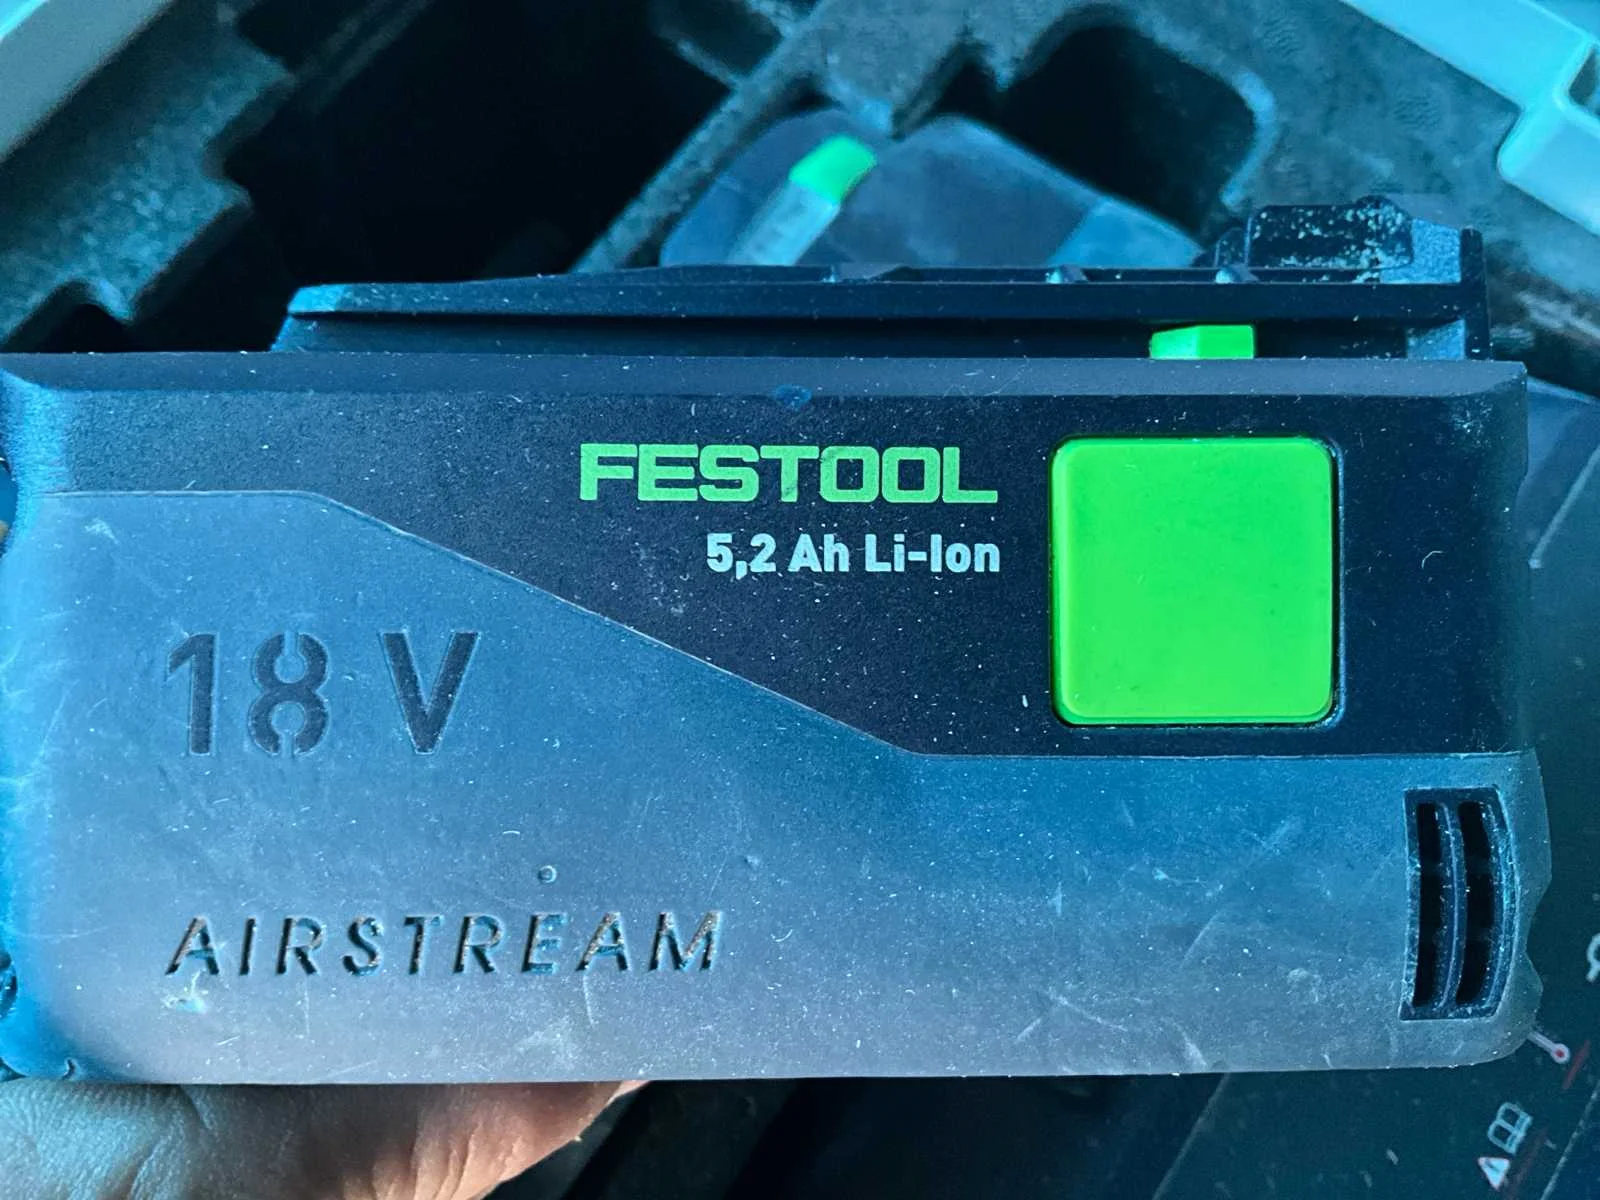 FESTOOL
5,2 Ah Li-Ion
18 V
AIRSTREAM